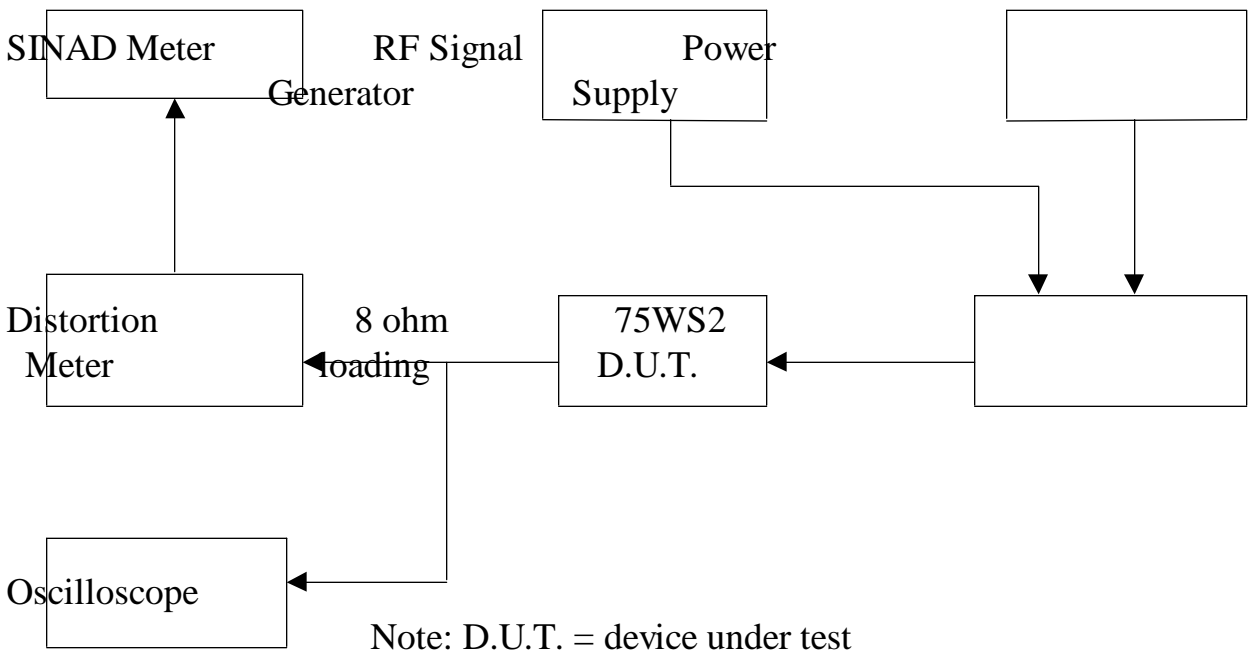 SINAD Meter RF Signal Power
Generator Supply
Distortion 8 ohm 75WS2
Meter loading D.U.T.
Oscilloscope
Note: D.U.T. = device under test